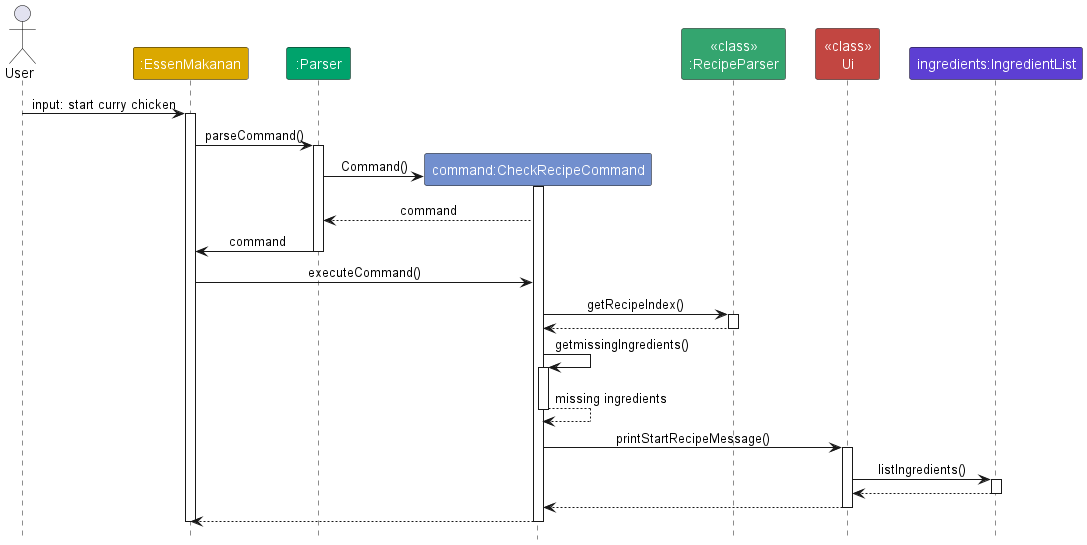 User
:EssenMakanan
:Parser
«class»
:RecipeParser
«class»
Ui
ingredients:IngredientList
input: start curry chicken
parseCommand()
Command()
command:CheckRecipeCommand
command
command
executeCommand()
getRecipeIndex()
getmissingIngredients()
missing ingredients
printStartRecipeMessage()
listIngredients()